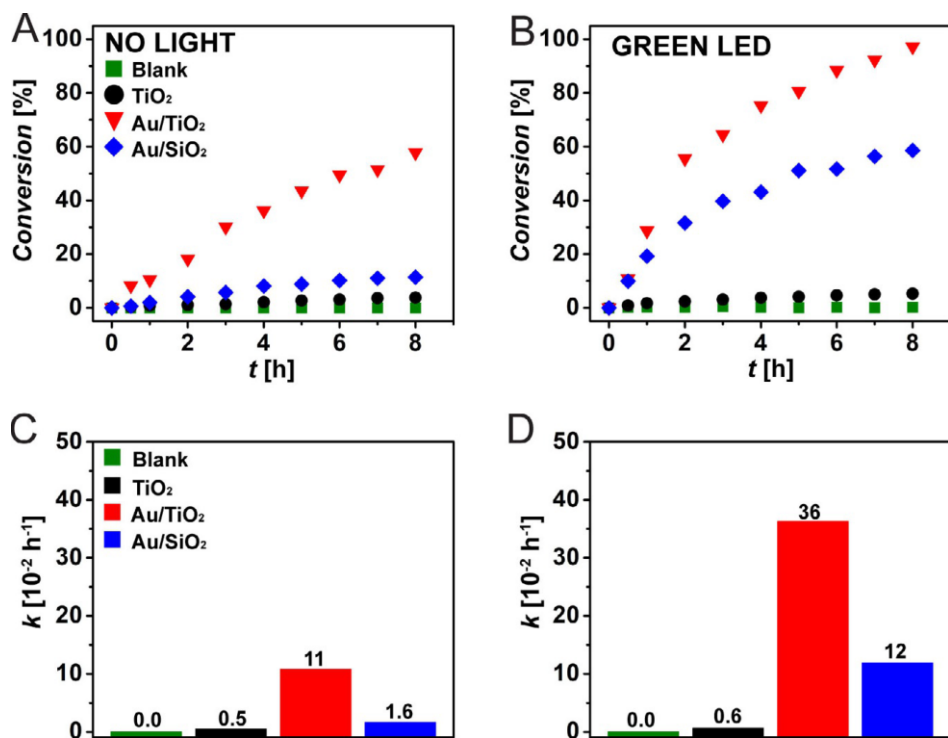 A
NO LIGHT
Blank
TiO₂
Au/TiO₂
Au/SiO₂
100
80
60
40
20
0
Conversion [%]
0 2 4 6 8
t [h]
B
GREEN LED
100
80
60
40
20
0
Conversion [%]
0 2 4 6 8
t [h]
C
Blank
TiO₂
Au/TiO₂
Au/SiO₂
50
40
30
20
10
0
k [10⁻² h⁻¹]
0.0
0.5
11
1.6
D
50
40
30
20
10
0
k [10⁻² h⁻¹]
0.0
0.6
36
12